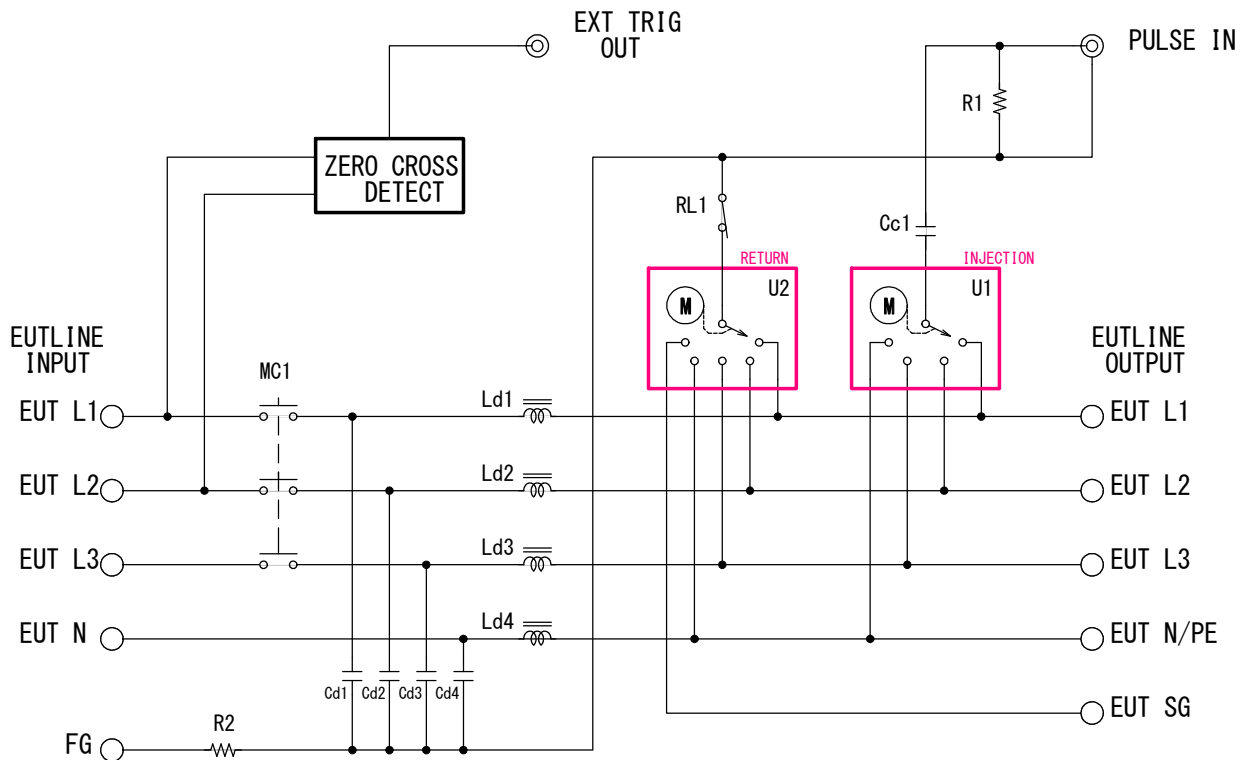 EXT TRIG
OUT
PULSE IN
R1
ZERO CROSS
DETECT
RL1
Cc1
RETURN
INJECTION
U2
U1
M
M
EUTLINE
INPUT
EUTLINE
OUTPUT
MC1
EUT L1
Ld1
EUT L1
EUT L2
Ld2
EUT L2
EUT L3
Ld3
EUT L3
EUT N
Ld4
EUT N/PE
Cd1
Cd2
Cd3
Cd4
EUT SG
R2
FG